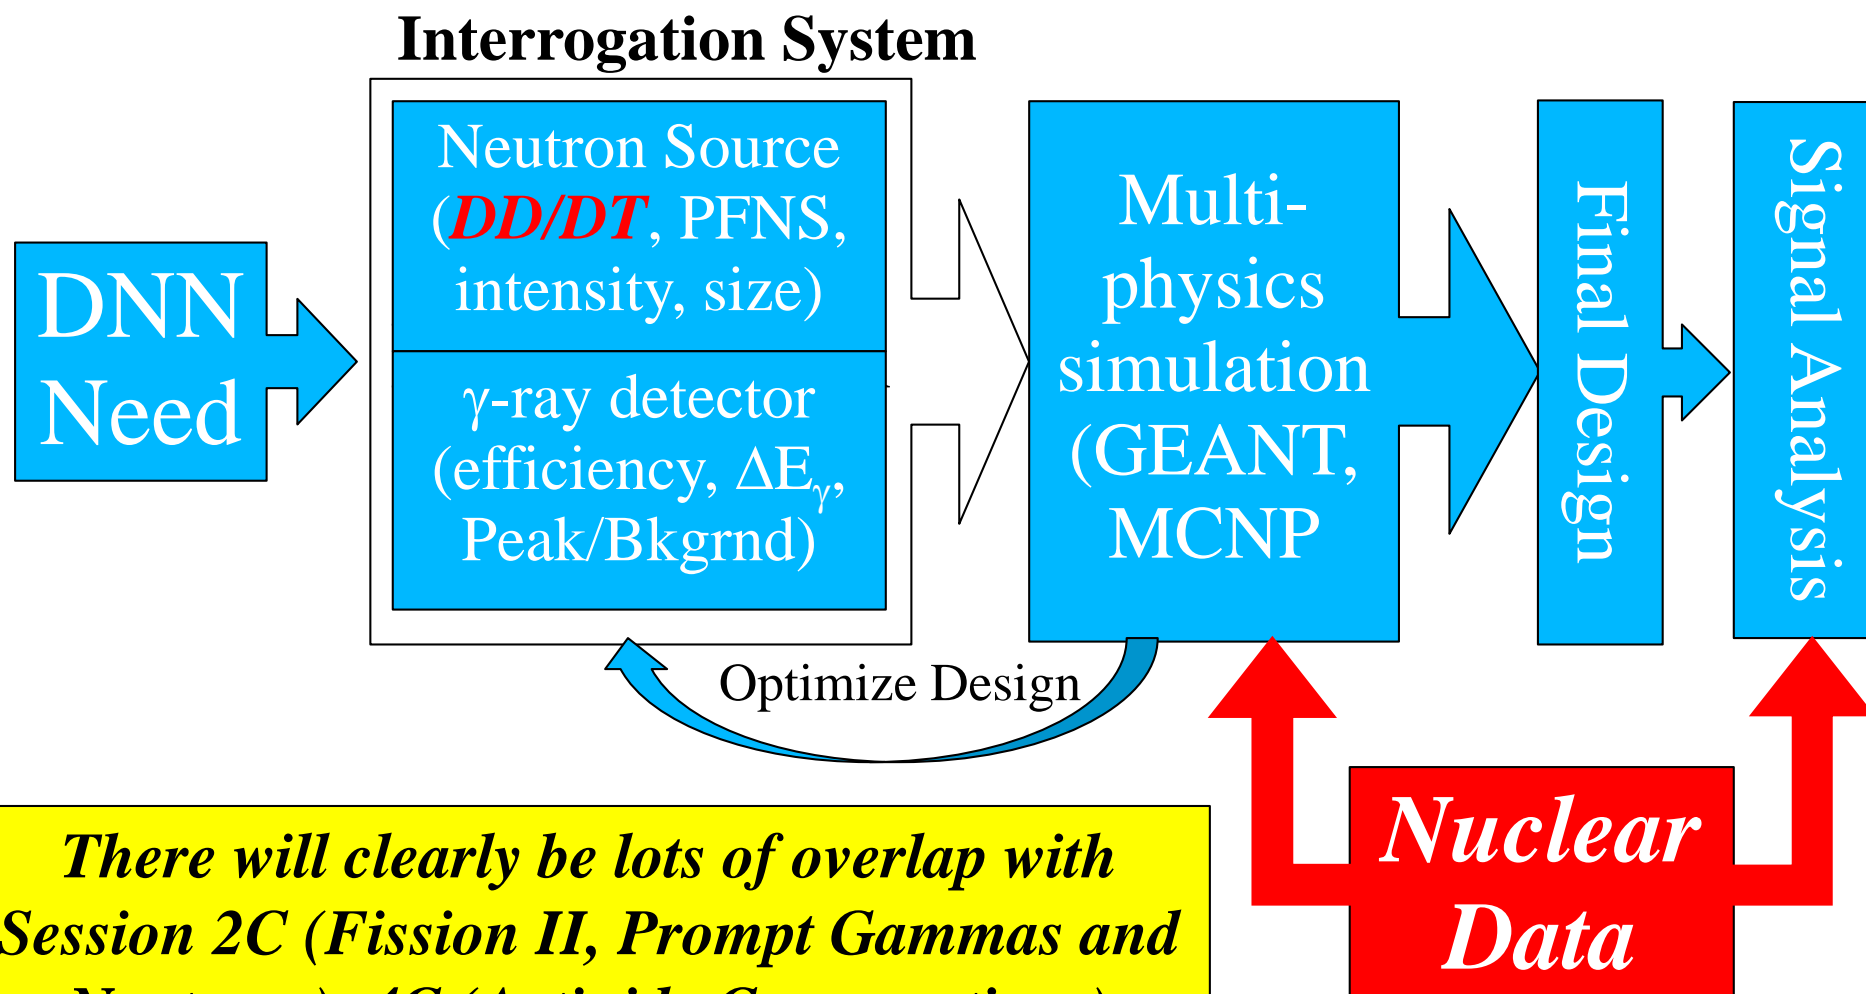 Interrogation System
DNN
Need
Neutron Source
(DD/DT, PFNS,
intensity, size)
γ-ray detector
(efficiency, ΔEγ,
Peak/Bkgrnd)
Multi-
physics
simulation
(GEANT,
MCNP
Final Design
Signal Analysis
Optimize Design
Nuclear
Data
There will clearly be lots of overlap with
Session 2C (Fission II, Prompt Gammas and